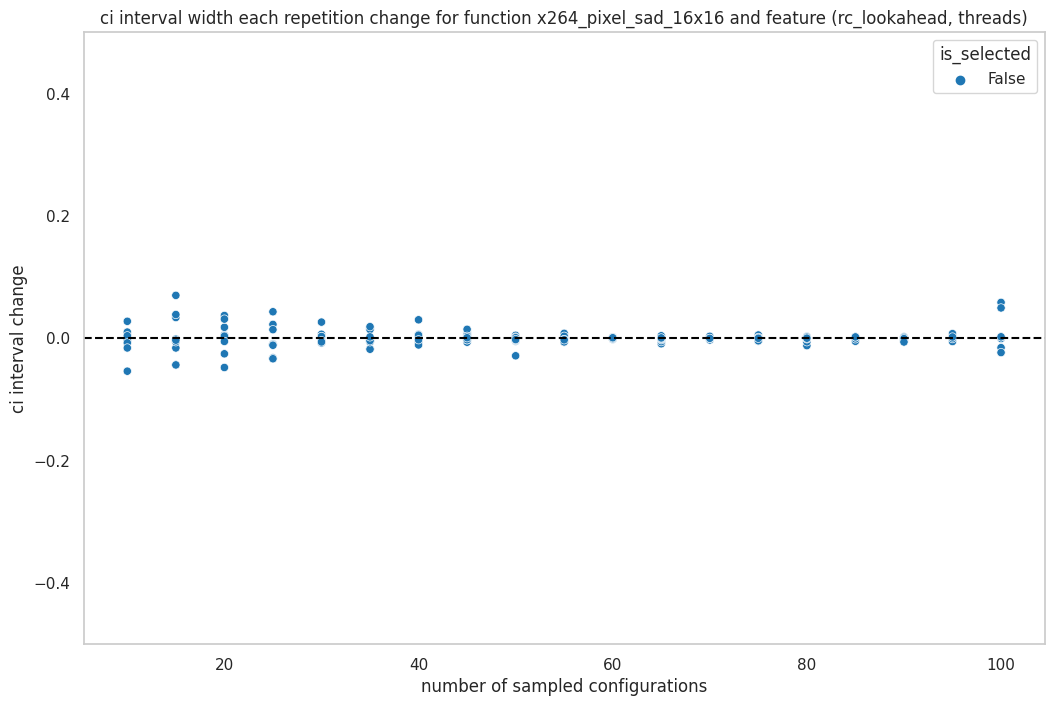 ci interval width each repetition change for function x264_pixel_sad_16x16 and feature (rc_lookahead, threads)
is_selected
False
ci interval change
0.4
0.2
0.0
−0.2
−0.4
20
40
60
80
100
number of sampled configurations